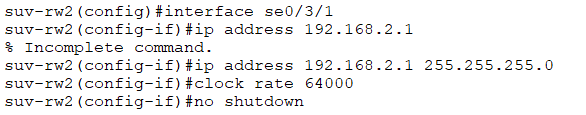 suv-rw2(config)#interface se0/3/1
suv-rw2(config-if)#ip address 192.168.2.1
% Incomplete command.
suv-rw2(config-if)#ip address 192.168.2.1 255.255.255.0
suv-rw2(config-if)#clock rate 64000
suv-rw2(config-if)#no shutdown